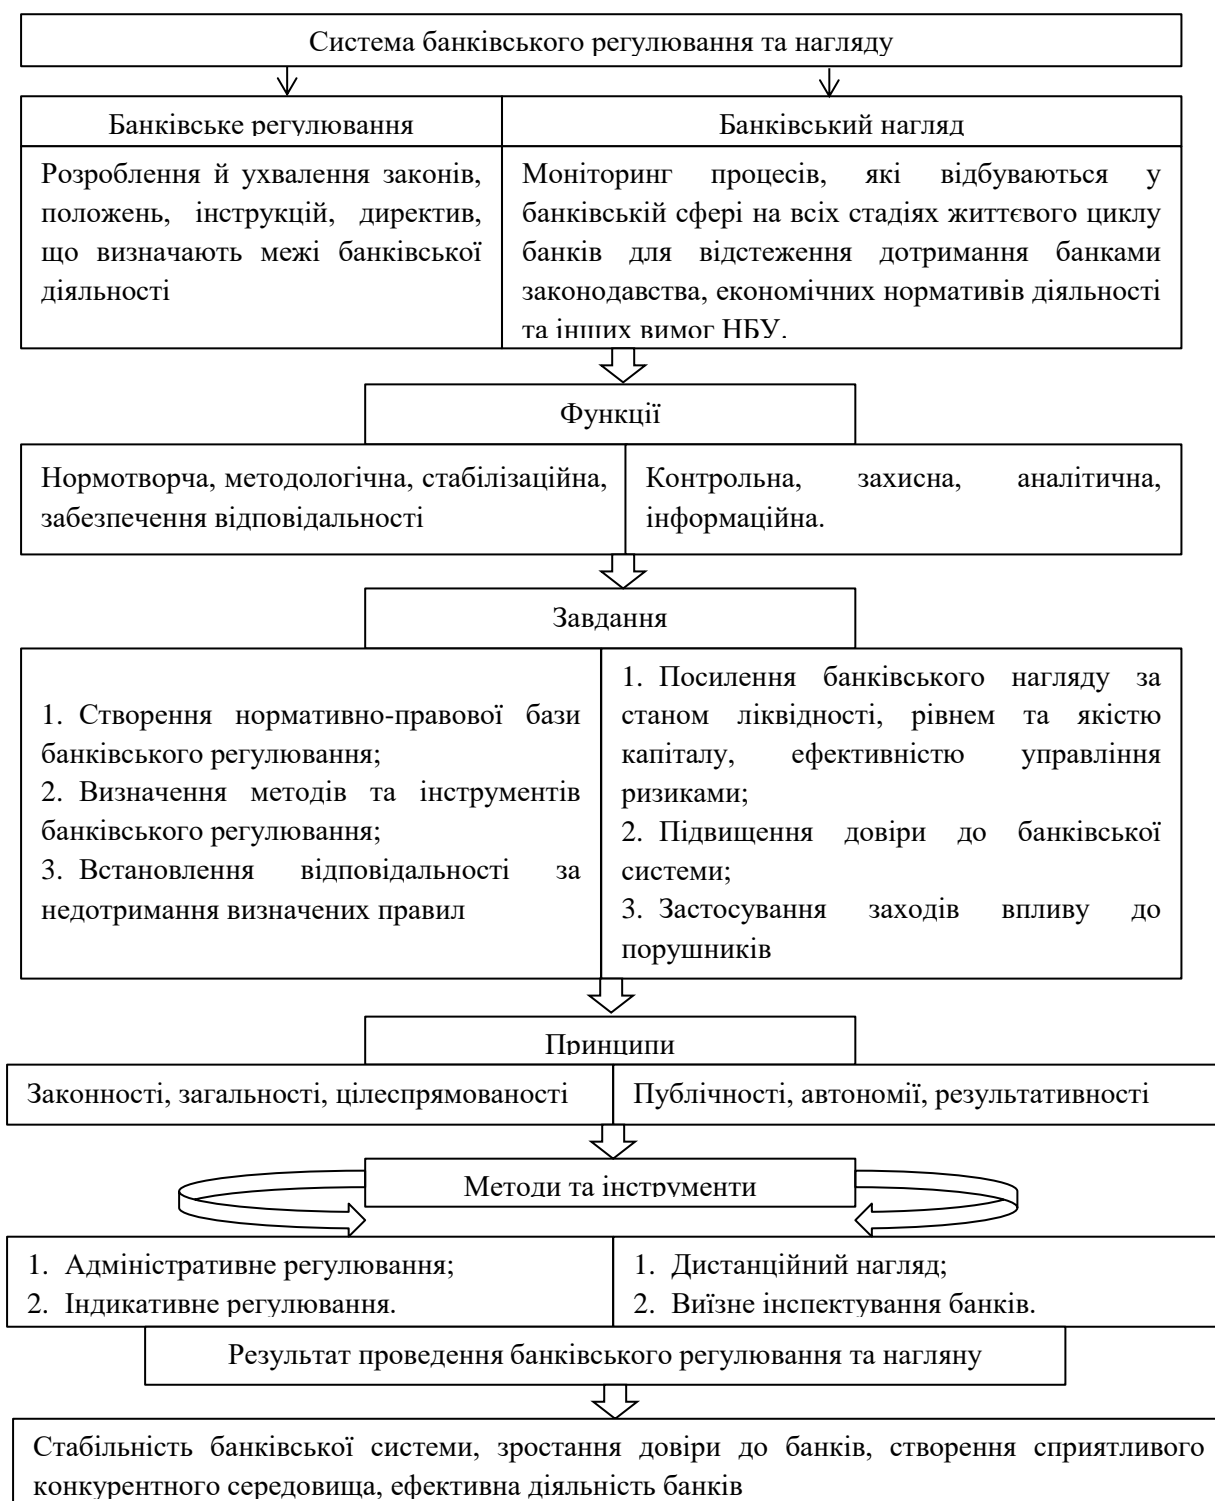 Система банківського регулювання та нагляду
Банківське регулювання
Банківський нагляд
Розроблення й ухвалення законів,
положень, інструкцій, директив,
що визначають межі банківської
діяльності
Моніторинг процесів, які відбуваються у
банківській сфері на всіх стадіях життєвого циклу
банків для відстеження дотримання банками
законодавства, економічних нормативів діяльності
та інших вимог НБУ.
Функції
Нормотворча, методологічна, стабілізаційна,
забезпечення відповідальності
Контрольна, захисна, аналітична,
інформаційна.
Завдання
1. Створення нормативно-правової бази
банківського регулювання;
2. Визначення методів та інструментів
банківського регулювання;
3. Встановлення відповідальності за
недотримання визначених правил
1. Посилення банківського нагляду за
станом ліквідності, рівнем та якістю
капіталу, ефективністю управління
ризиками;
2. Підвищення довіри до банківської
системи;
3. Застосування заходів впливу до
порушників
Принципи
Законності, загальності, цілеспрямованості
Публічності, автономії, результативності
Методи та інструменти
1. Адміністративне регулювання;
2. Індикативне регулювання.
1. Дистанційний нагляд;
2. Виїзне інспектування банків.
Результат проведення банківського регулювання та нагляну
Стабільність банківської системи, зростання довіри до банків, створення сприятливого
конкурентного середовища, ефективна діяльність банків